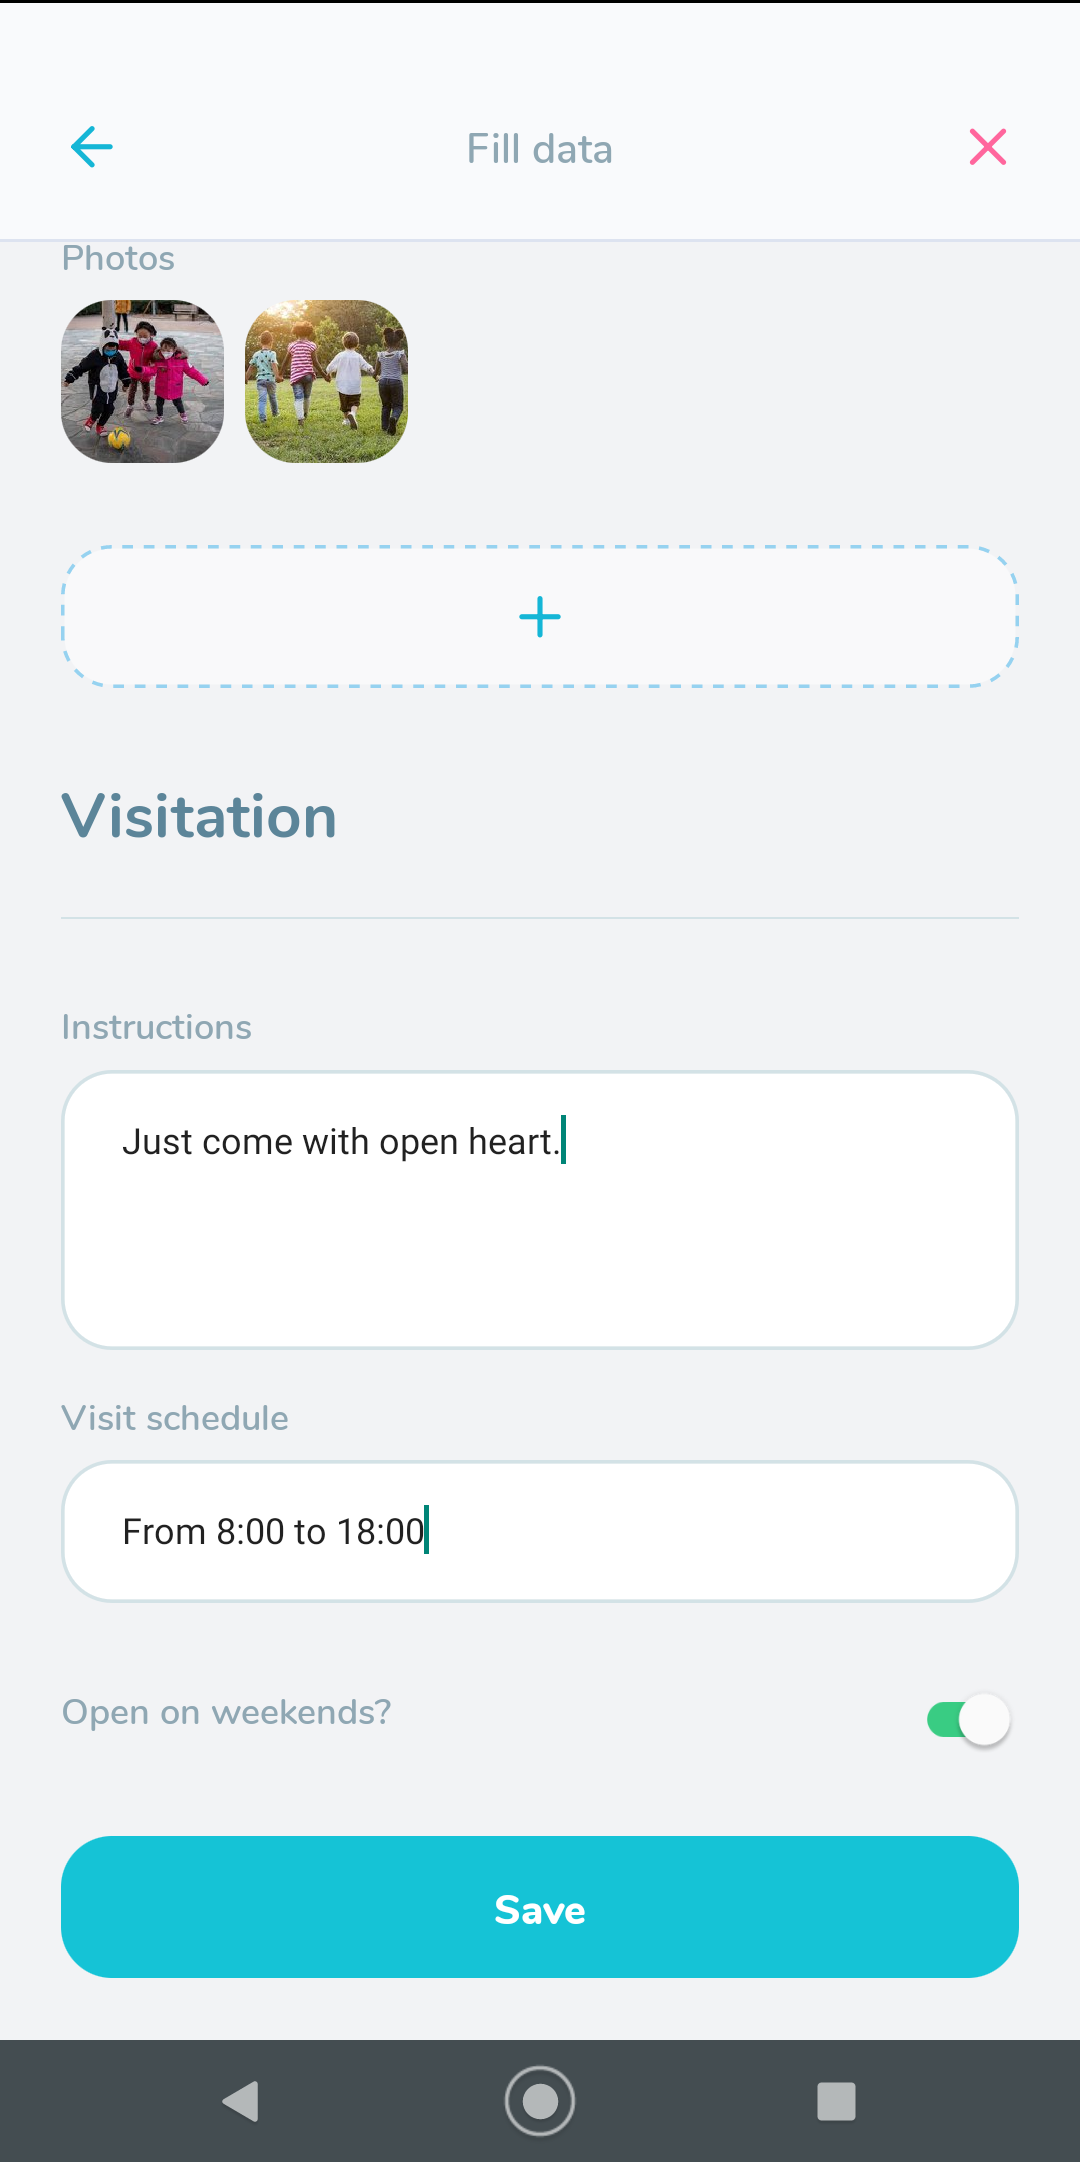 Fill data
Photos
Visitation
Instructions
Just come with open heart.
Visit schedule
From 8:00 to 18:00
Open on weekends?
Save